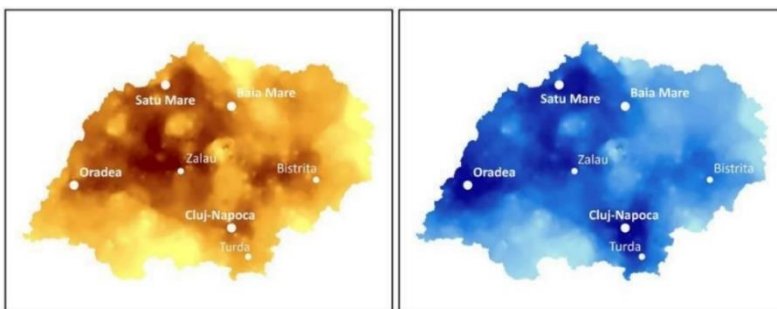 Satu Mare
Baia Mare
Zalau
Oradea
Bistrita
Cluj-Napoca
Turda
Satu Mare
Baia Mare
Zalau
Oradea
Bistrita
Cluj-Napoca
Turda